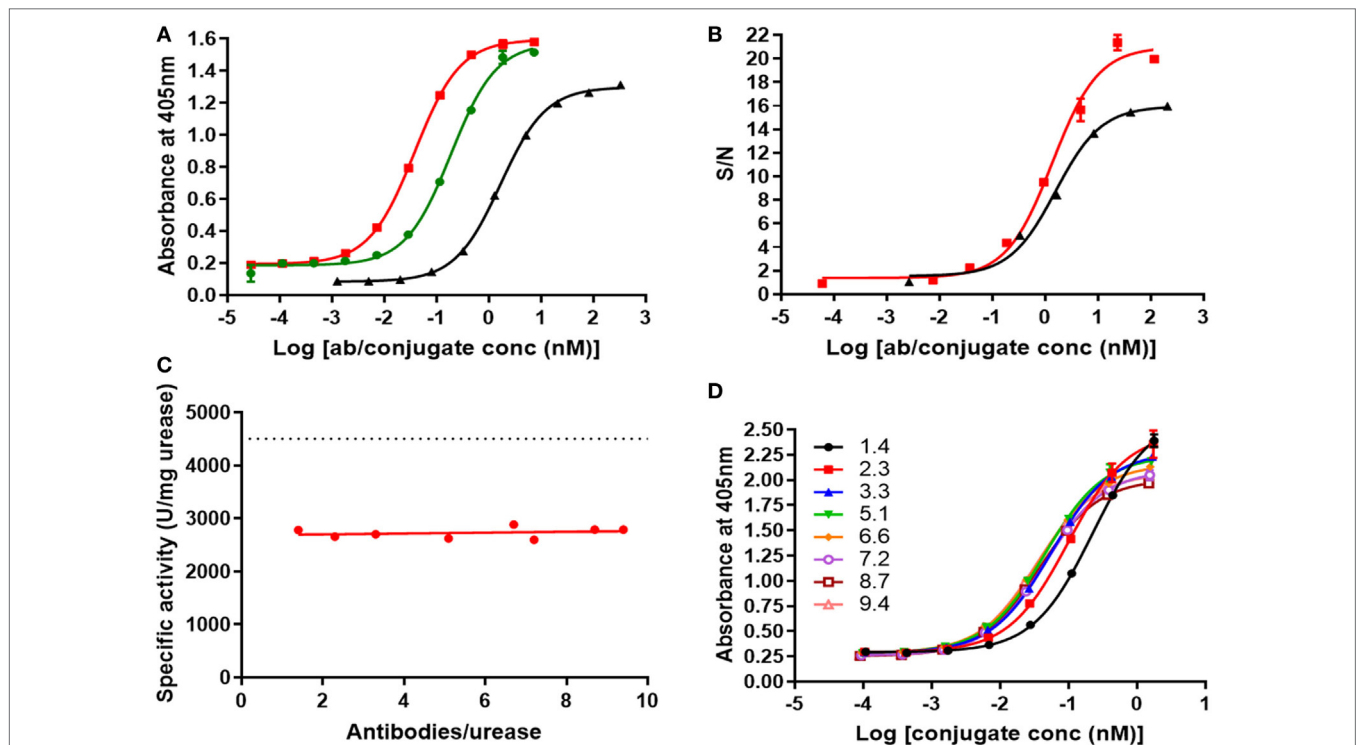 A
Absorbance at 405nm
1.6
1.4
1.2
1.0
0.8
0.6
0.4
0.2
0.0
-5 -4 -3 -2 -1 0 1 2 3
Log [ab/conjugate conc (nM)]
B
S/N
22
20
18
16
14
12
10
8
6
4
2
0
-5 -4 -3 -2 -1 0 1 2 3
Log [ab/conjugate conc (nM)]
C
Specific activity (U/mg urease)
5000
4000
3000
2000
1000
0
0 2 4 6 8 10
Antibodies/urease
D
Absorbance at 405nm
2.50
2.25
2.00
1.75
1.50
1.25
1.00
0.75
0.50
0.25
0.00
1.4
2.3
3.3
5.1
6.6
7.2
8.7
9.4
-5 -4 -3 -2 -1 0 1
Log [conjugate conc (nM)]